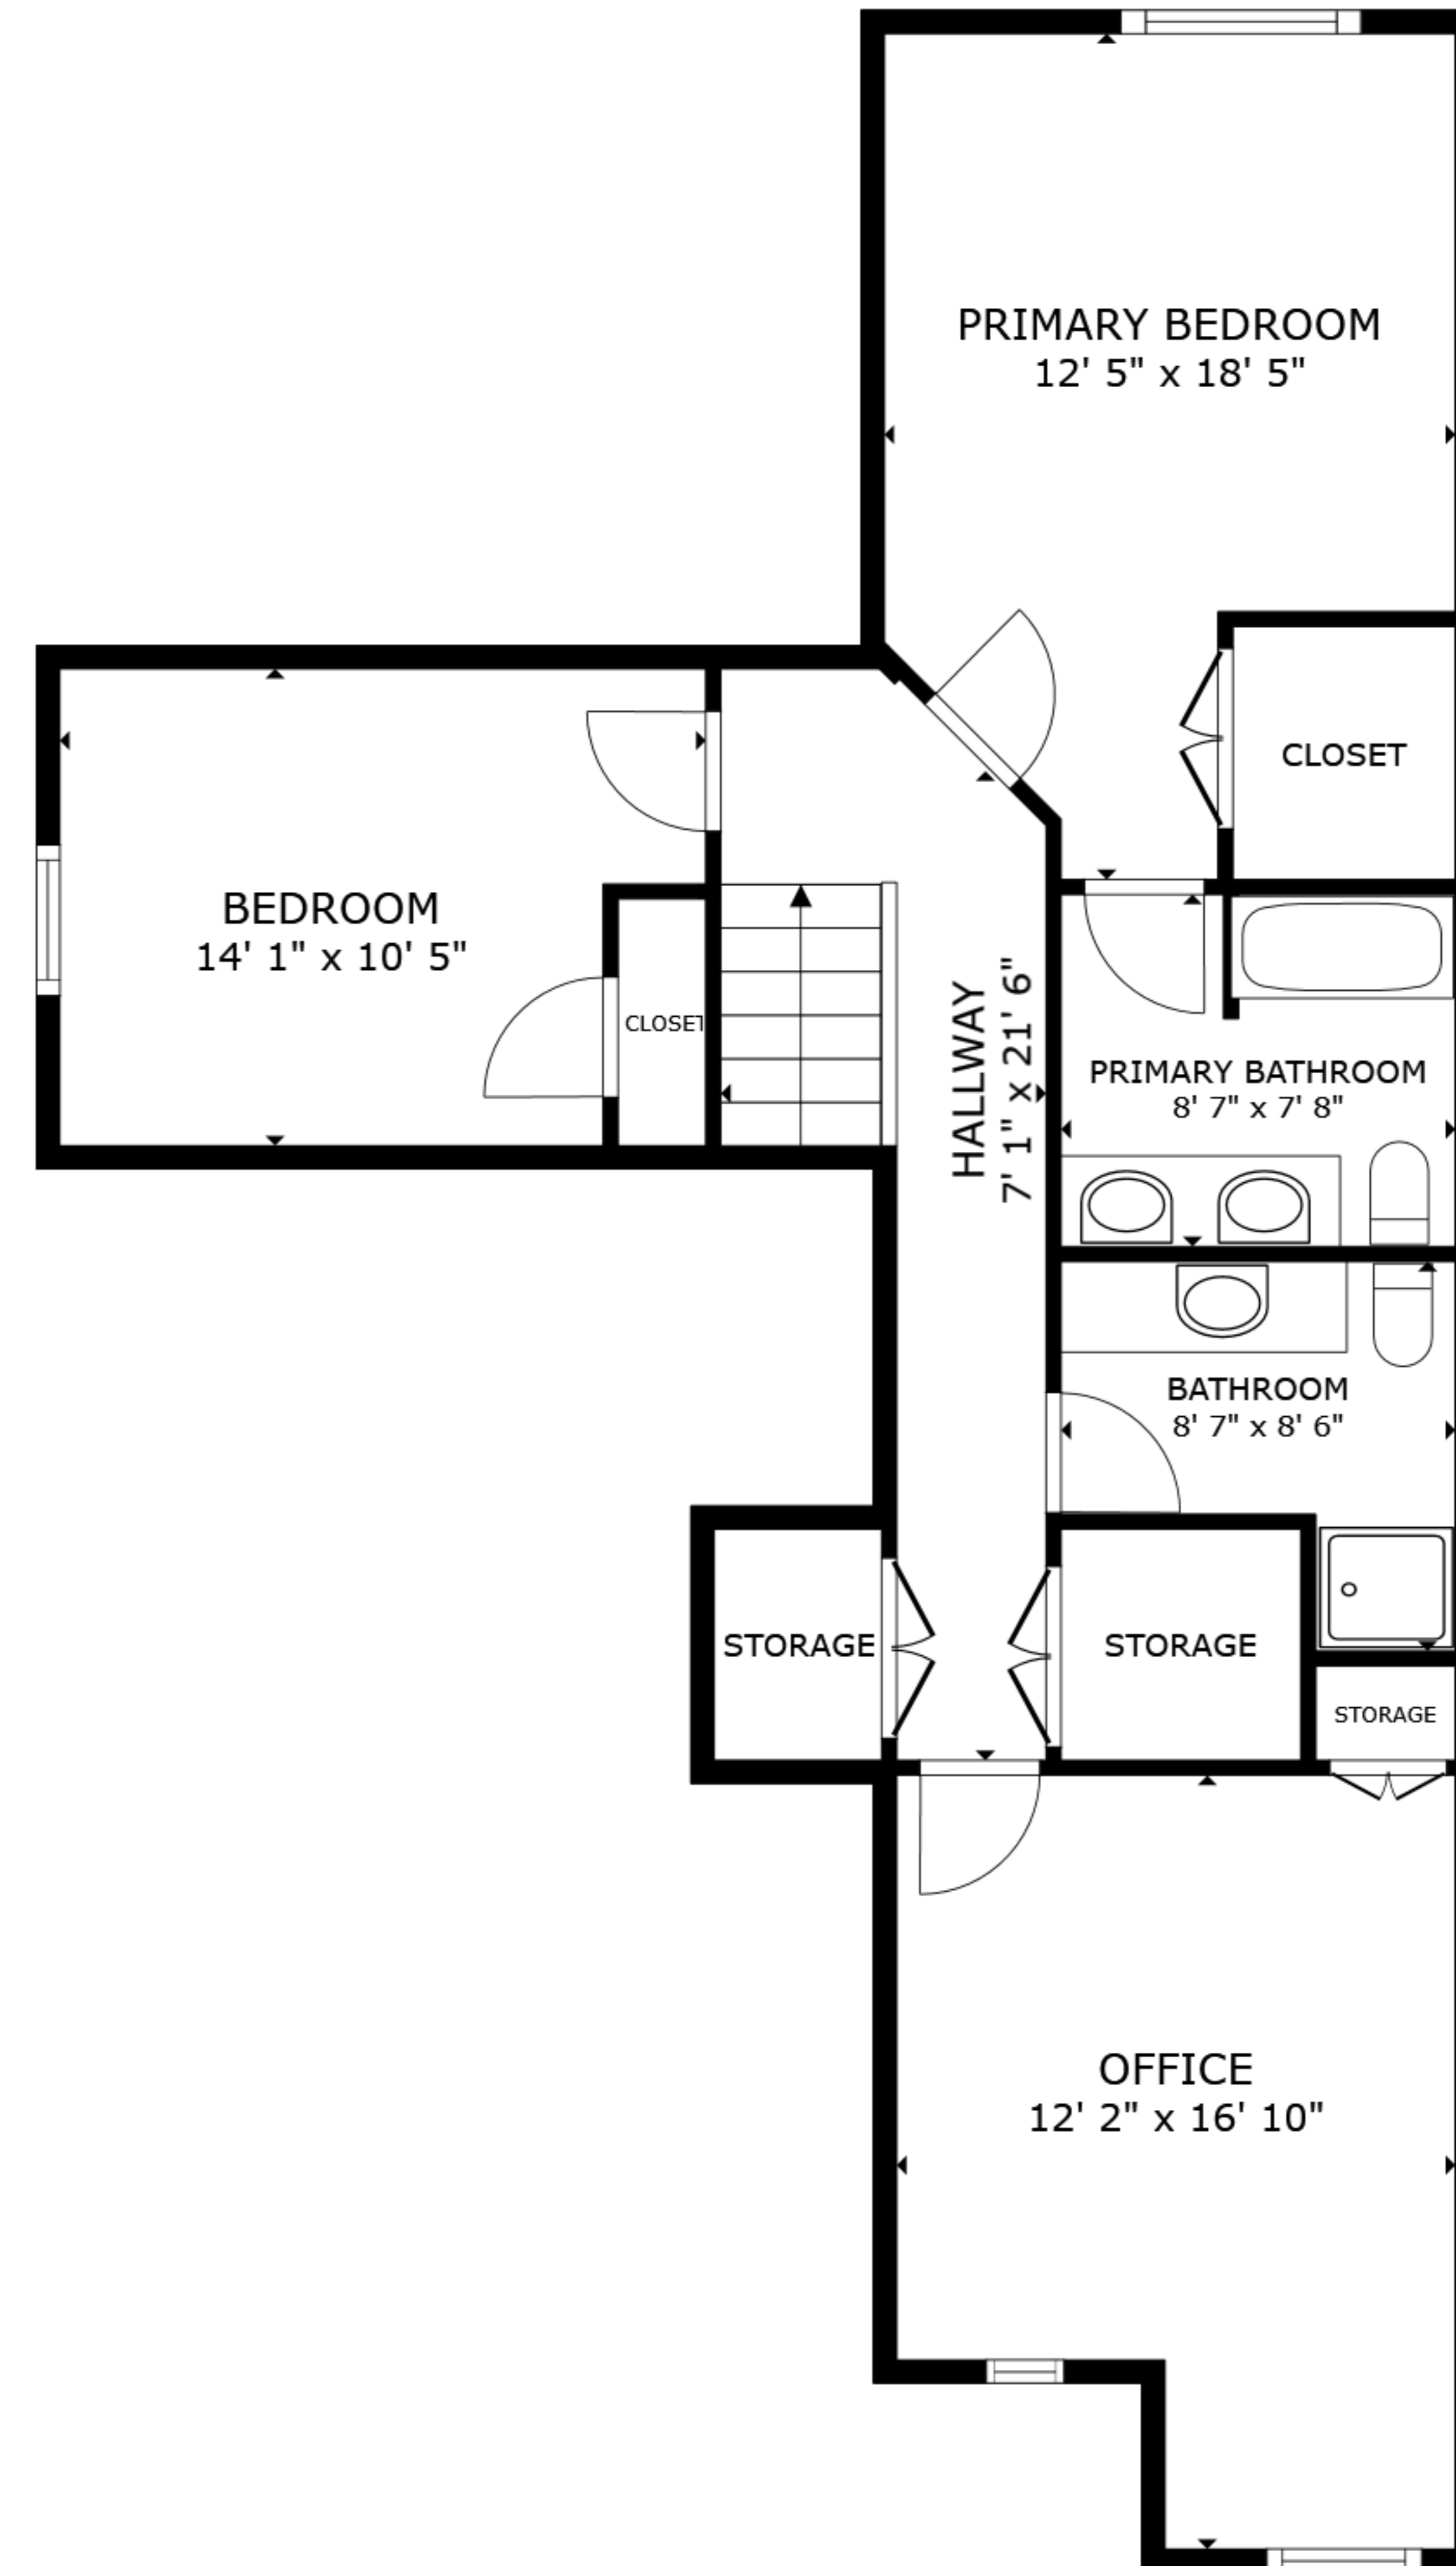 PRIMARY BEDROOM
12' 5" x 18' 5"
CLOSET
BEDROOM
14' 1" x 10' 5"
CLOSET
HALLWAY
7' 1" x 21' 6"
PRIMARY BATHROOM
8' 7" x 7' 8"
BATHROOM
8' 7" x 8' 6"
STORAGE
STORAGE
STORAGE
OFFICE
12' 2" x 16' 10"